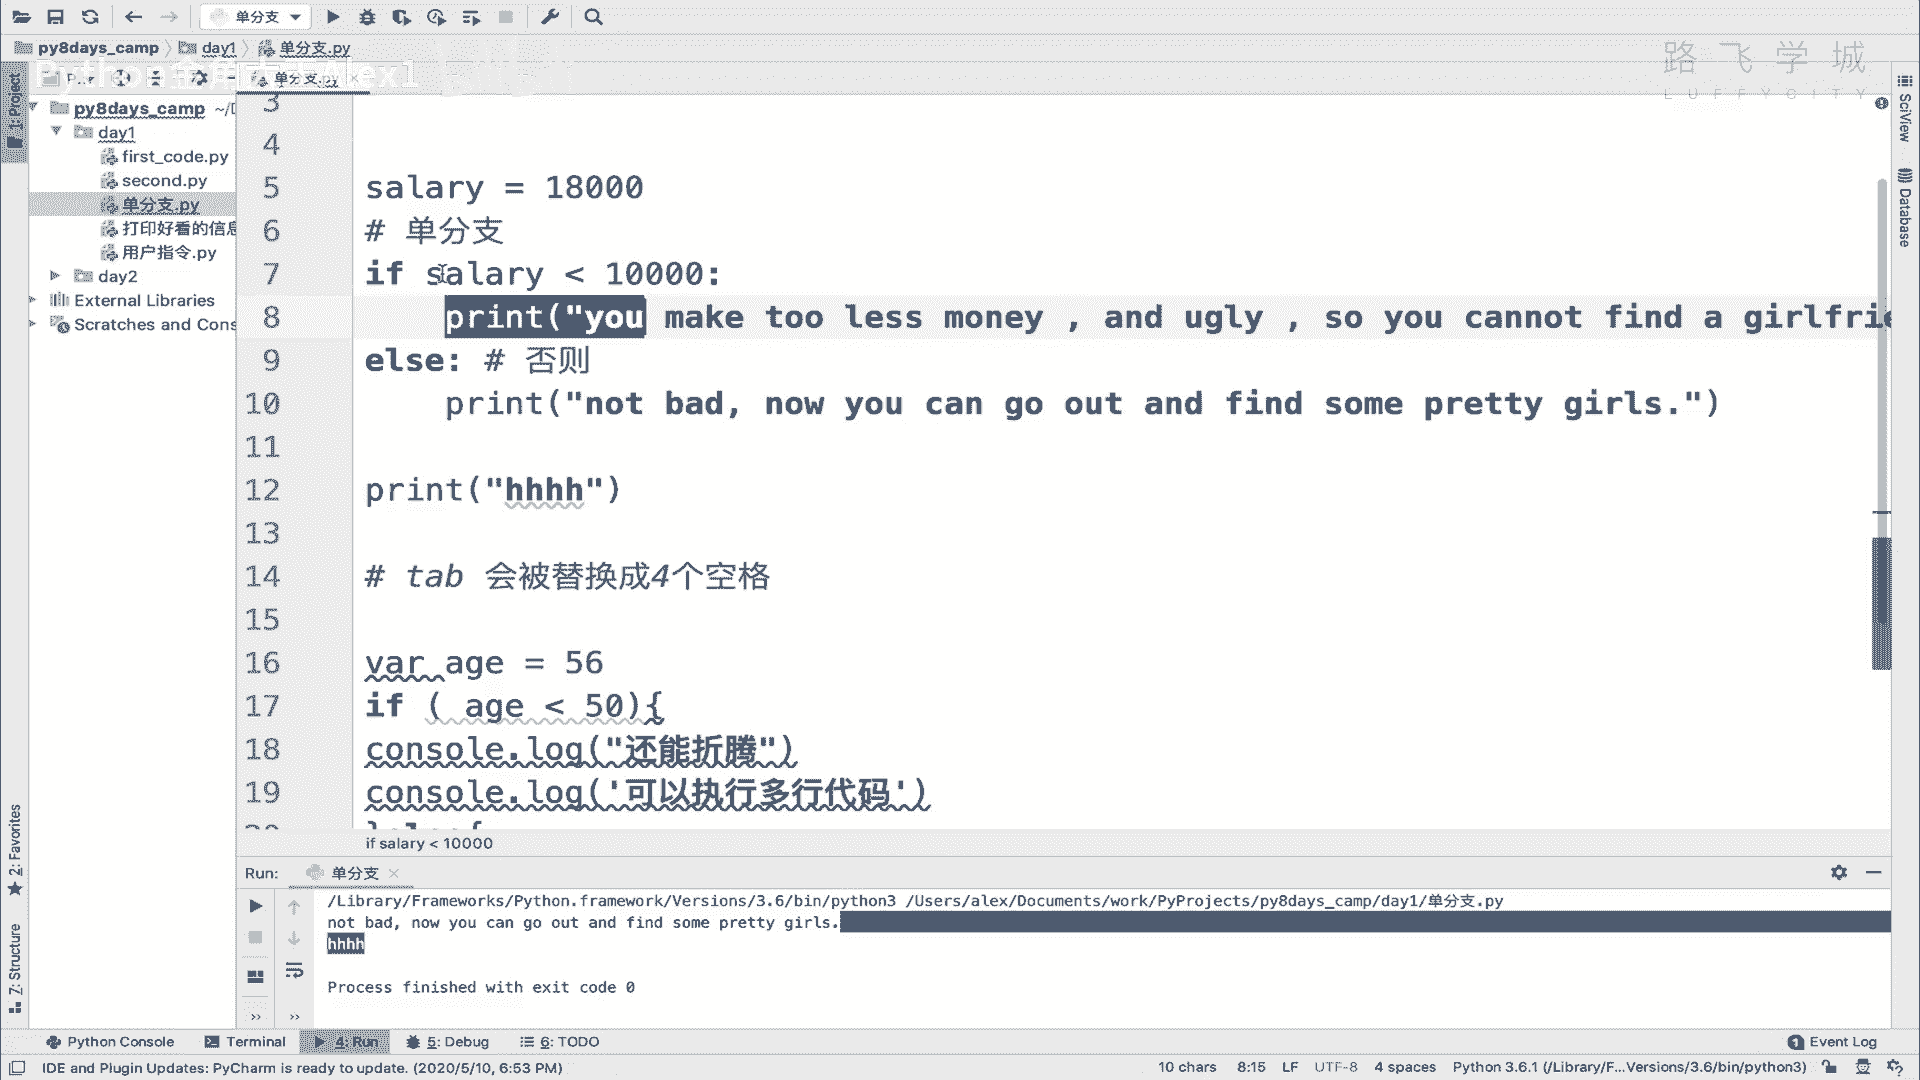 单分支
py8days_camp
day1
单分支.py
路飞学城
LUFFYCITY
单分支.py
1: Project
py8days_camp ~/D
day1
first_code.py
second.py
单分支.py
打印好看的信息
用户指令.py
day2
External Libraries
Scratches and Cons
3
4
5 salary = 18000
6 # 单分支
7 if salary < 10000:
8 print("you make too less money , and ugly , so you cannot find a girlfrie
9 else: # 否则
10 print("not bad, now you can go out and find some pretty girls.")
11
12 print("hhhh")
13
14 # tab 会被替换成4个空格
15
16 var age = 56
17 if ( age < 50){
18 console.log("还能折腾")
19 console.log('可以执行多行代码')
if salary < 10000
SciView
Database
2: Favorites
7: Structure
Run: 单分支
/Library/Frameworks/Python.framework/Versions/3.6/bin/python3 /Users/alex/Documents/work/PyProjects/py8days_camp/day1/单分支.py
not bad, now you can go out and find some pretty girls.
hhhh
Process finished with exit code 0
Python Console
Terminal
4: Run
5: Debug
6: TODO
1 Event Log
IDE and Plugin Updates: PyCharm is ready to update. (2020/5/10, 6:53 PM)
10 chars
8:15
LF
UTF-8
4 spaces
Python 3.6.1 (/Library/F...Versions/3.6/bin/python3)